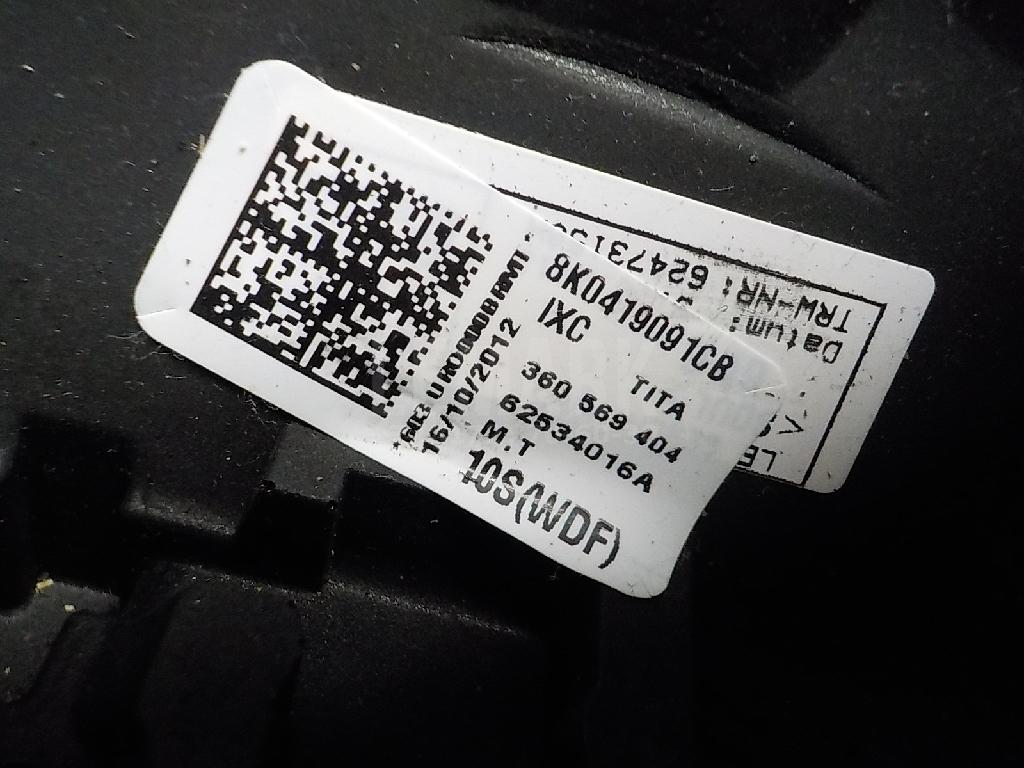 8K0419091CB
IXC
TITA
360 569 404
62534016A
M.T
10S(WDF)
16/10/2012
TRW-NR: 6247315
Datum: